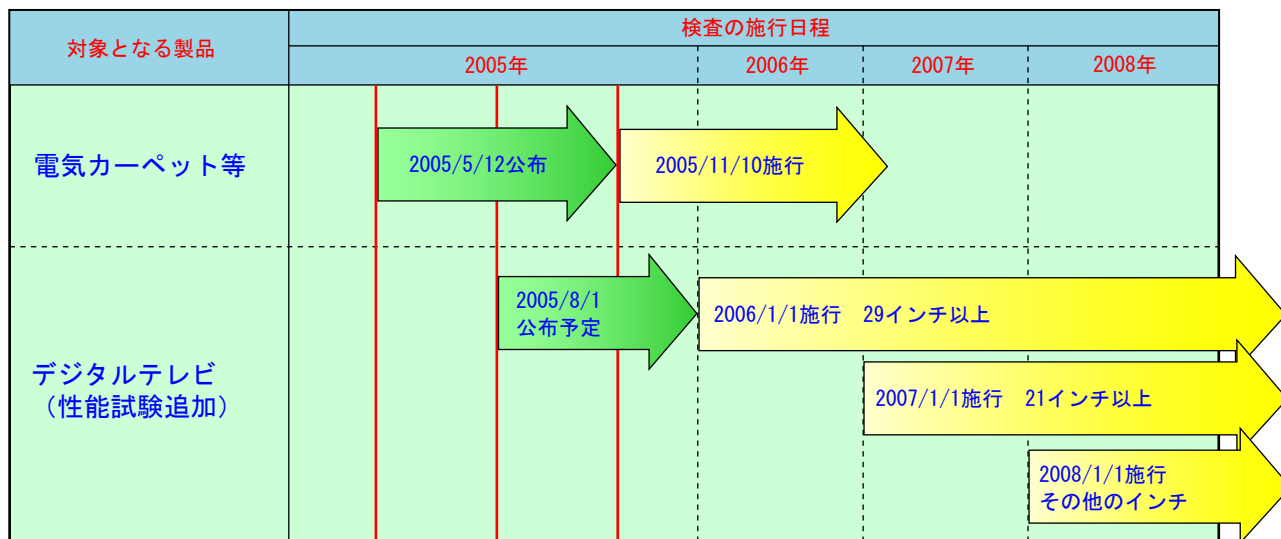 対象となる製品
検査の施行日程
2005年
2006年
2007年
2008年
電気カーペット等
2005/5/12公布
2005/11/10施行
デジタルテレビ
（性能試験追加）
2005/8/1
公布予定
2006/1/1施行　29インチ以上
2007/1/1施行　21インチ以上
2008/1/1施行
その他のインチ